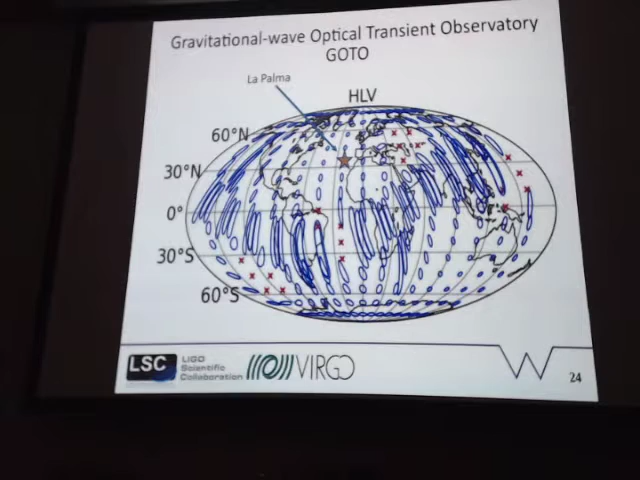 Gravitational-wave Optical Transient Observatory
GOTO
La Palma
HLV
60°N
30°N
0°
30°S
60°S
LSC
LIGO
Scientific
Collaboration
VIRGO
24